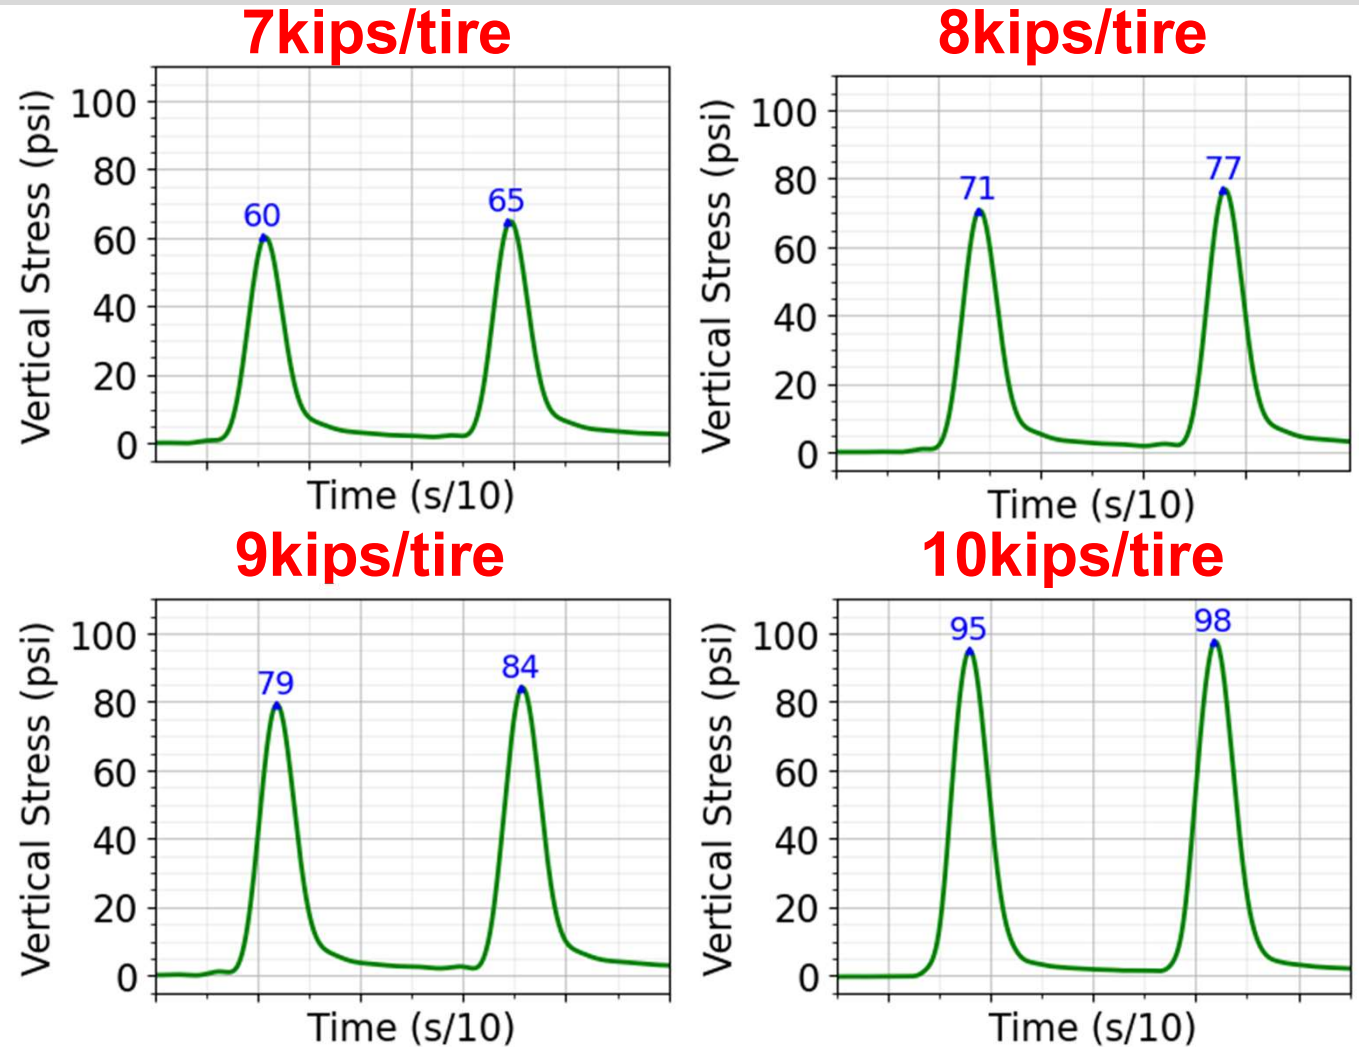 7kips/tire
Vertical Stress (psi)
100
80
60
40
20
0
60
65
Time (s/10)
8kips/tire
Vertical Stress (psi)
100
80
60
40
20
0
71
77
Time (s/10)
9kips/tire
Vertical Stress (psi)
100
80
60
40
20
0
79
84
Time (s/10)
10kips/tire
Vertical Stress (psi)
100
80
60
40
20
0
95
98
Time (s/10)